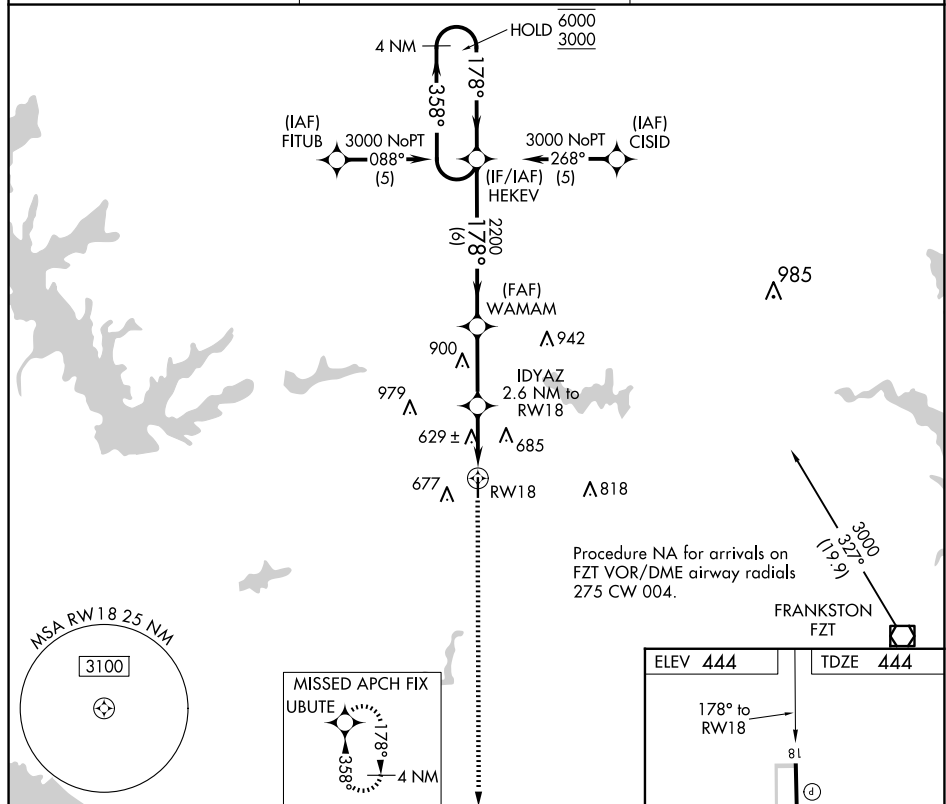 HOLD 6000
3000
4 NM
178°
358°
(IAF)
FITUB
3000 NoPT
088°
(5)
(IAF)
CISID
3000 NoPT
268°
(5)
(IF/IAF)
HEKEV
2200
178°
(6)
(FAF)
WAMAM
985
942
900
IDYAZ
2.6 NM to
RW18
979
629 ±
685
677
RW18
818
3000
327°
(19.9)
Procedure NA for arrivals on
FZT VOR/DME airway radials
275 CW 004.
FRANKSTON
FZT
MSA RW18 25 NM
3100
MISSED APCH FIX
UBUTE
178°
358°
4 NM
ELEV 444
TDZE 444
178° to
RW18
18
P